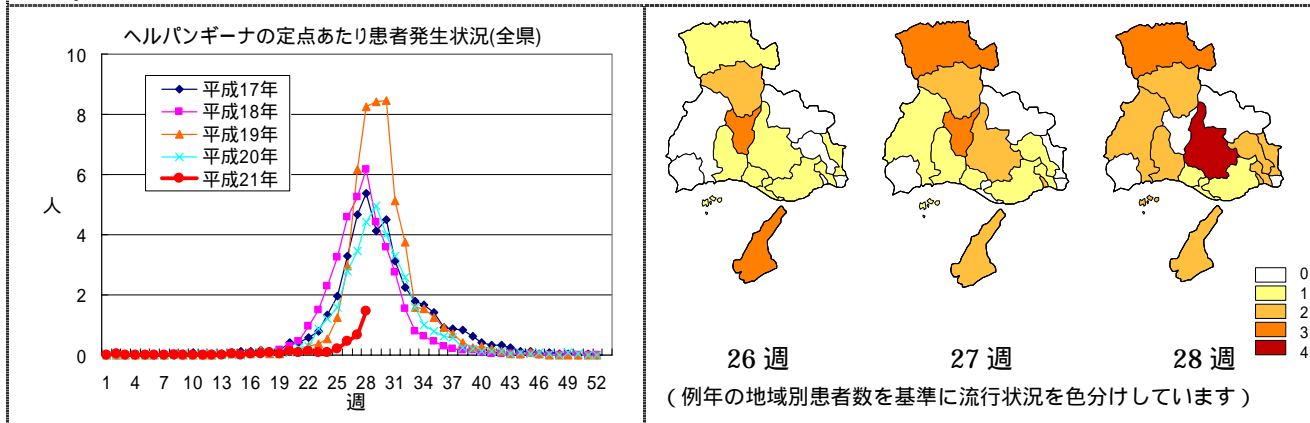 ヘルパンギーナの定点あたり患者発生状況(全県)
10
8
6
4
2
0
人
平成17年
平成18年
平成19年
平成20年
平成21年
1 4 7 10 13 16 19 22 25 28 31 34 37 40 43 46 49 52
週
26 週
27 週
28 週
0
1
2
3
4
(例年の地域別患者数を基準に流行状況を色分けしています)